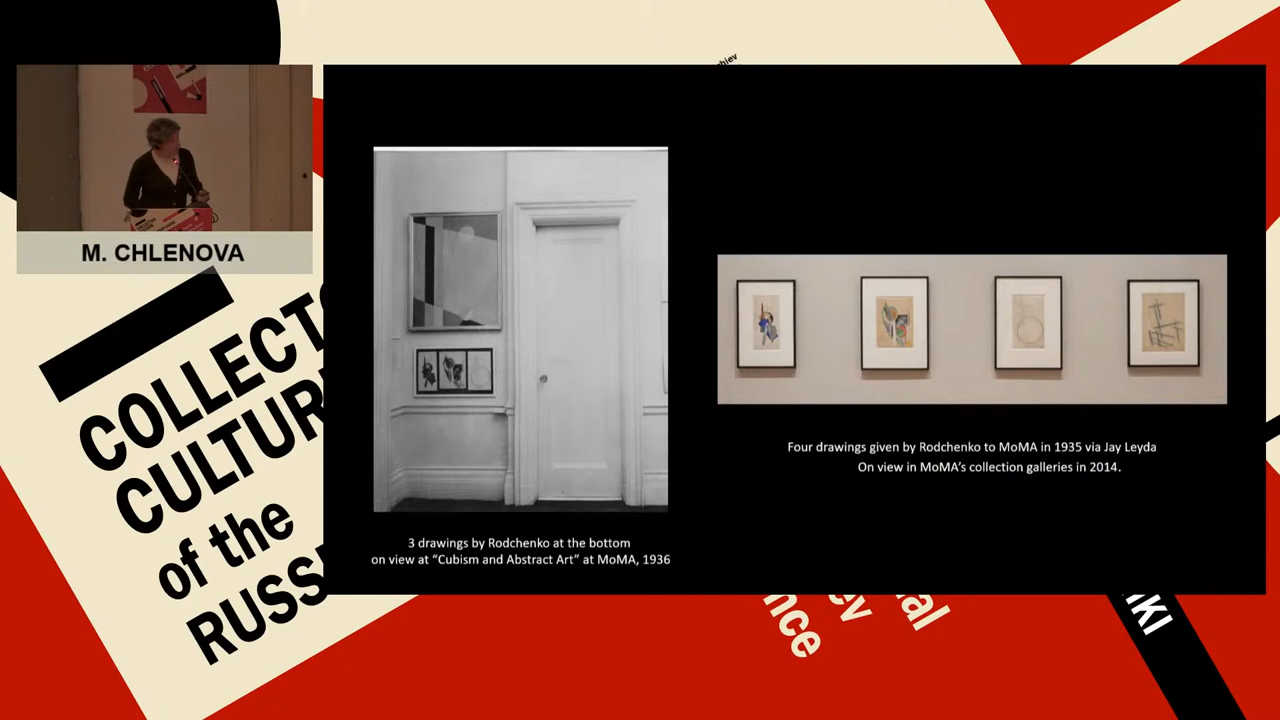 M. CHLENOVA
COLLECT
CULTUR
of the
RUSS
3 drawings by Rodchenko at the bottom
on view at “Cubism and Abstract Art” at MoMA, 1936
Four drawings given by Rodchenko to MoMA in 1935 via Jay Leyda
On view in MoMA’s collection galleries in 2014.